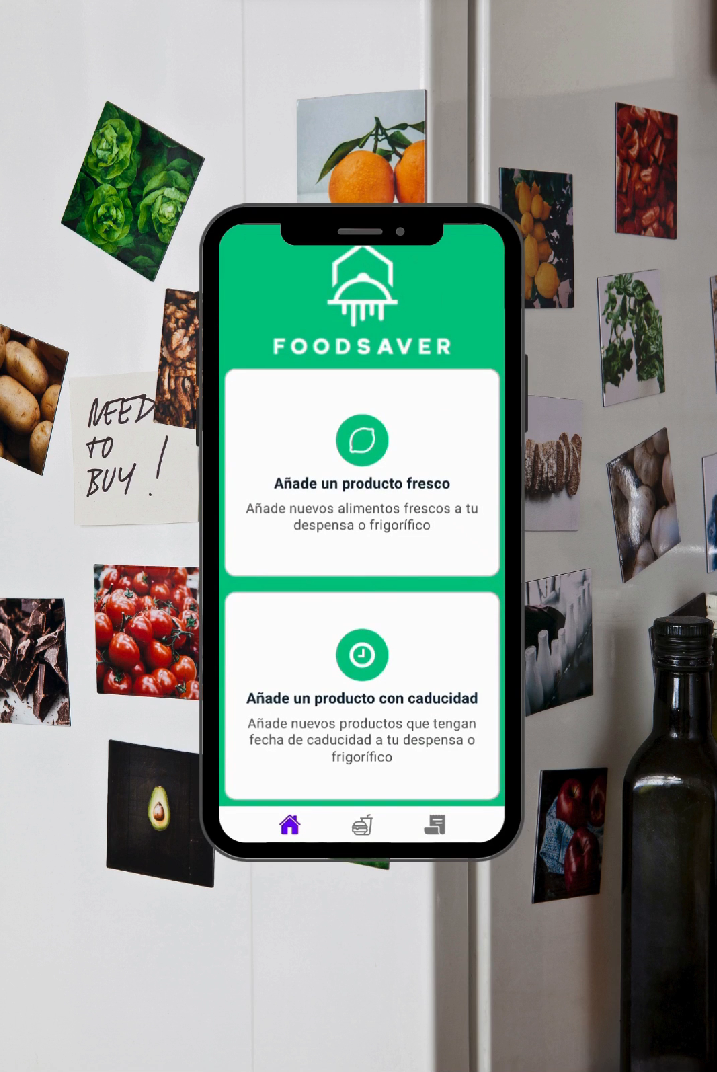 NEED
TO
BUY!
FOODSAVER
Añade un producto fresco
Añade nuevos alimentos frescos a tu
despensa o frigorífico
Añade un producto con caducidad
Añade nuevos productos que tengan
fecha de caducidad a tu despensa o
frigorífico